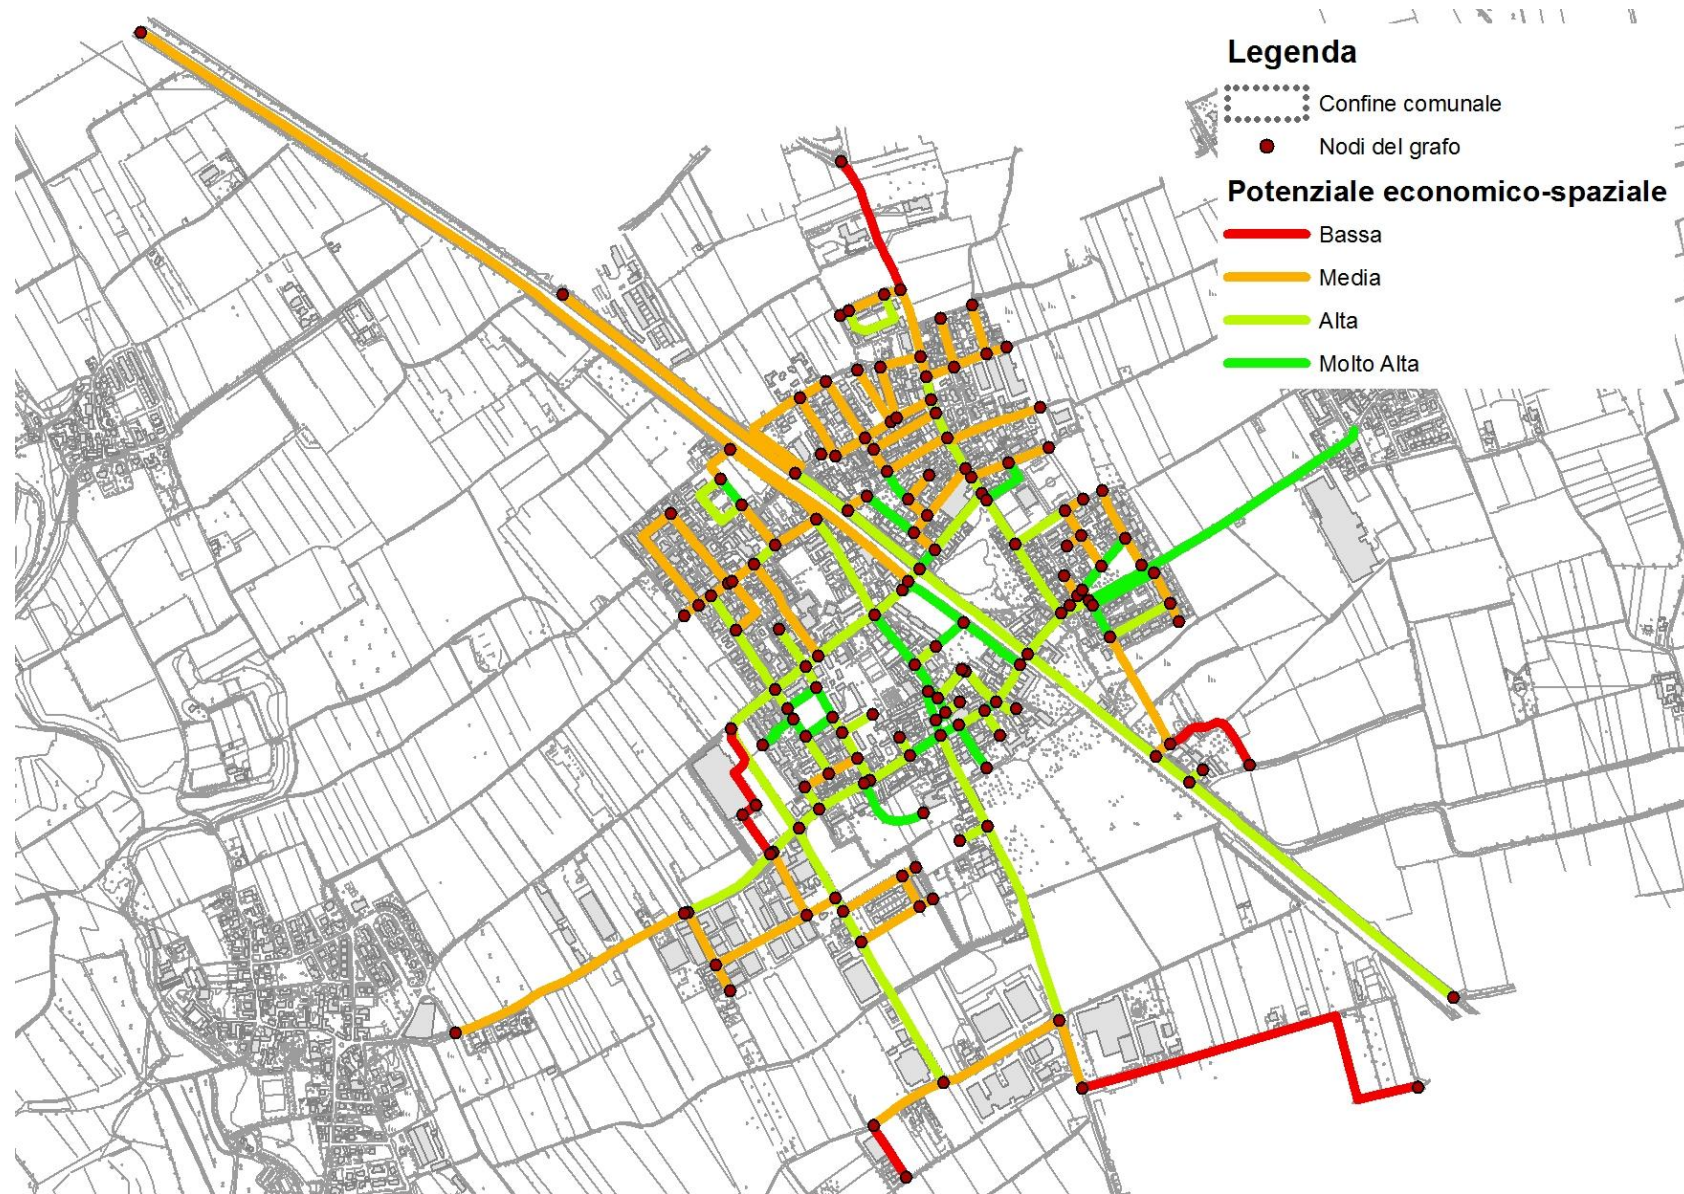 Legenda
Confine comunale
Nodi del grafo
Potenziale economico-spaziale
Bassa
Media
Alta
Molto Alta